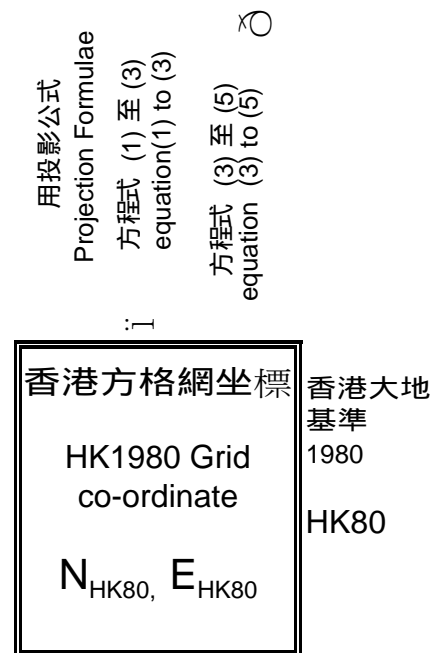 用投影公式
Projection Formulae
方程式 (1) 至 (3)
equation(1) to (3)
方程式 (3) 至 (5)
equation (3) to (5)
香港方格網坐標
HK1980 Grid
co-ordinate
N HK80, E HK80
香港大地
基準
1980
HK80